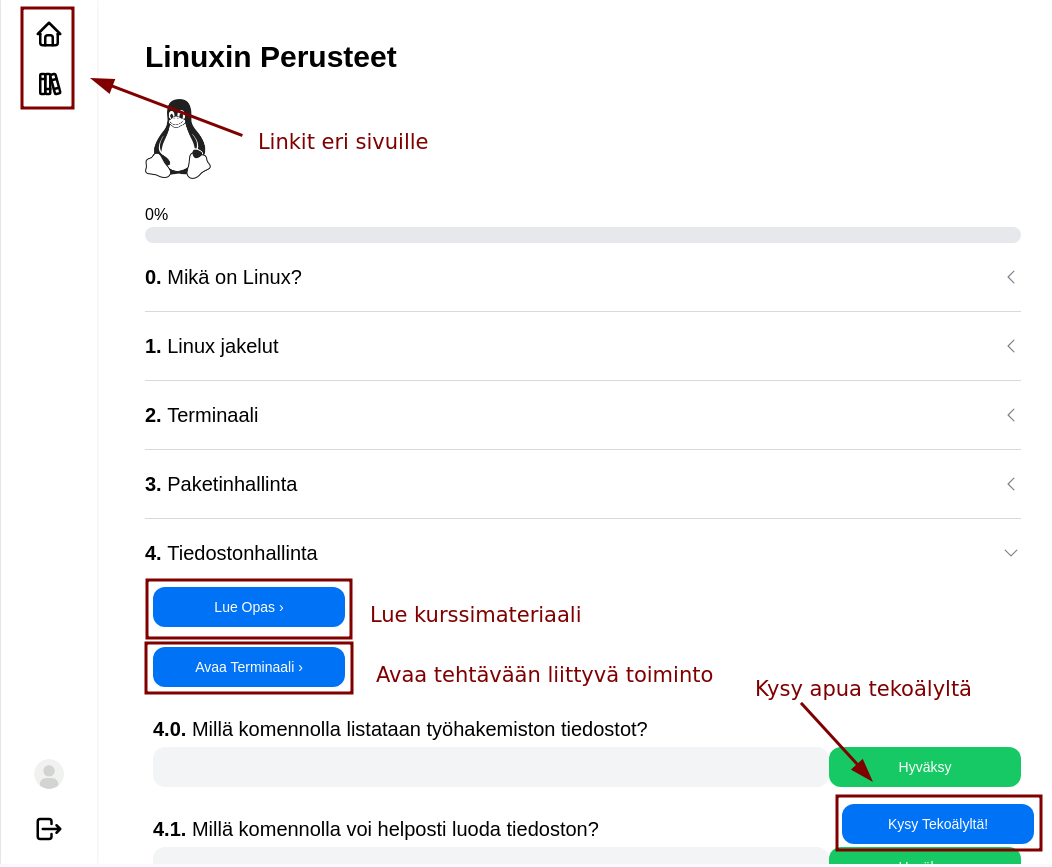 Linuxin Perusteet
Linkit eri sivuille
0%
0. Mikä on Linux?
1. Linux jakelut
2. Terminaali
3. Paketinhallinta
4. Tiedostonhallinta
Lue Opas ›
Lue kurssimateriaali
Avaa Terminaali ›
Avaa tehtävään liittyvä toiminto
Kysy apua tekoälyltä
4.0. Millä komennolla listataan työhakemiston tiedostot?
Hyväksy
4.1. Millä komennolla voi helposti luoda tiedoston?
Kysy Tekoälyltä!